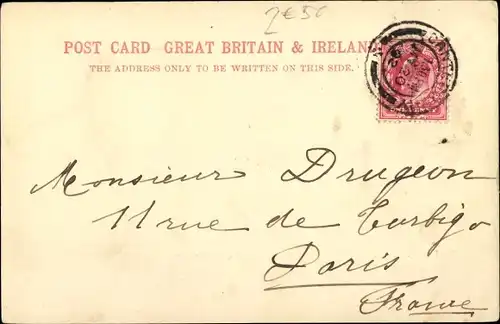 2€50
POST CARD GREAT BRITAIN & IRELAND
THE ADDRESS ONLY TO BE WRITTEN ON THIS SIDE.
Monsieur Drugeon
11 rue de Turbigo
Paris
France